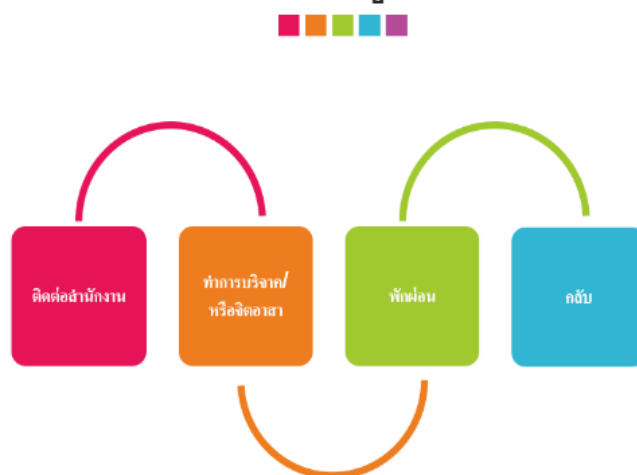 ติดต่อสำนักงาน
ทำการบริจาค/
หรือจิตอาสา
พักผ่อน
กลับ